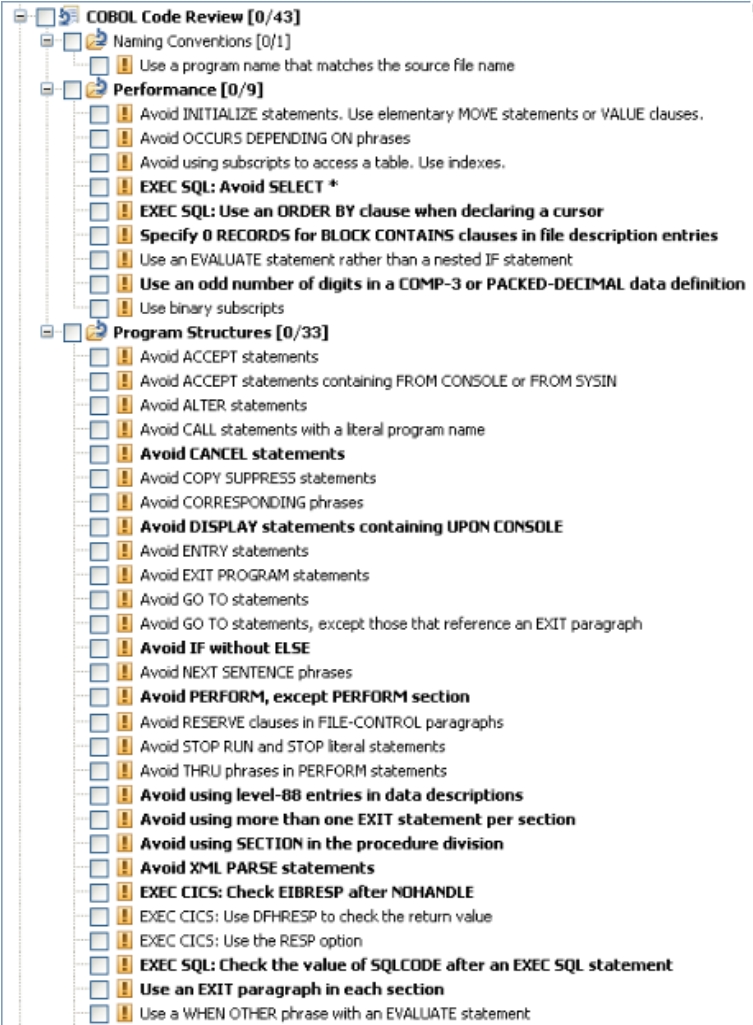 COBOL Code Review [0/43]
Naming Conventions [0/1]
Use a program name that matches the source file name
Performance [0/9]
Avoid INITIALIZE statements. Use elementary MOVE statements or VALUE clauses.
Avoid OCCURS DEPENDING ON phrases
Avoid using subscripts to access a table. Use indexes.
EXEC SQL: Avoid SELECT *
EXEC SQL: Use an ORDER BY clause when declaring a cursor
Specify 0 RECORDS for BLOCK CONTAINS clauses in file description entries
Use an EVALUATE statement rather than a nested IF statement
Use an odd number of digits in a COMP-3 or PACKED-DECIMAL data definition
Use binary subscripts
Program Structures [0/33]
Avoid ACCEPT statements
Avoid ACCEPT statements containing FROM CONSOLE or FROM SYSIN
Avoid ALTER statements
Avoid CALL statements with a literal program name
Avoid CANCEL statements
Avoid COPY SUPPRESS statements
Avoid CORRESPONDING phrases
Avoid DISPLAY statements containing UPON CONSOLE
Avoid ENTRY statements
Avoid EXIT PROGRAM statements
Avoid GO TO statements
Avoid GO TO statements, except those that reference an EXIT paragraph
Avoid IF without ELSE
Avoid NEXT SENTENCE phrases
Avoid PERFORM, except PERFORM section
Avoid RESERVE clauses in FILE-CONTROL paragraphs
Avoid STOP RUN and STOP literal statements
Avoid THRU phrases in PERFORM statements
Avoid using level-88 entries in data descriptions
Avoid using more than one EXIT statement per section
Avoid using SECTION in the procedure division
Avoid XML PARSE statements
EXEC CICS: Check EIBRESP after NOHANDLE
EXEC CICS: Use DFHRESP to check the return value
EXEC CICS: Use the RESP option
EXEC SQL: Check the value of SQLCODE after an EXEC SQL statement
Use an EXIT paragraph in each section
Use a WHEN OTHER phrase with an EVALUATE statement